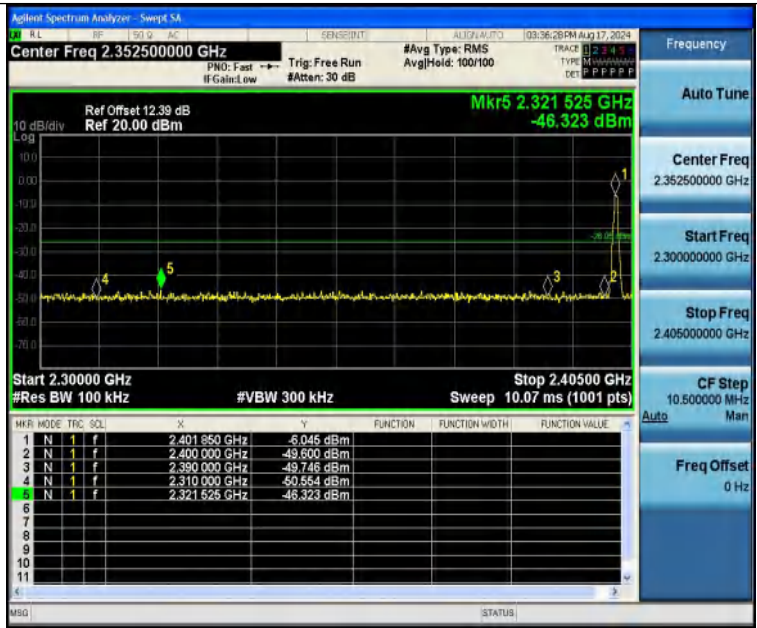 Agilent Spectrum Analyzer - Swept SA
RL RF 50 Ω AC SENSE:INT ALIGN AUTO 03:36:28 PM Aug 17, 2024
Center Freq 2.352500000 GHz
PNO: Fast
IFGain:Low
Trig: Free Run
#Atten: 30 dB
#Avg Type: RMS
Avg|Hold: 100/100
TRACE 1 2 3 4 5 6
TYPE
DET P P P P P P
Frequency
Auto Tune
Center Freq
2.352500000 GHz
Start Freq
2.300000000 GHz
Stop Freq
2.405000000 GHz
CF Step
10.500000 MHz
Auto Man
Freq Offset
0 Hz
Mkr5 2.321 525 GHz
-46.323 dBm
Ref Offset 12.39 dB
10 dB/div Ref 20.00 dBm
Log
10.0
0.00
-10.0
-20.0
-30.0
-40.0
-50.0
-60.0
-70.0
1
2
3
4
5
Start 2.30000 GHz Stop 2.40500 GHz
#Res BW 100 kHz #VBW 300 kHz Sweep 10.07 ms (1001 pts)
MKR MODE TRC SCL X Y FUNCTION FUNCTION WIDTH FUNCTION VALUE
1 N 1 f 2.401 850 GHz -6.045 dBm
2 N 1 f 2.400 000 GHz -49.600 dBm
3 N 1 f 2.390 000 GHz -49.746 dBm
4 N 1 f 2.310 000 GHz -50.554 dBm
5 N 1 f 2.321 525 GHz -46.323 dBm
6
7
8
9
10
11
MSG STATUS